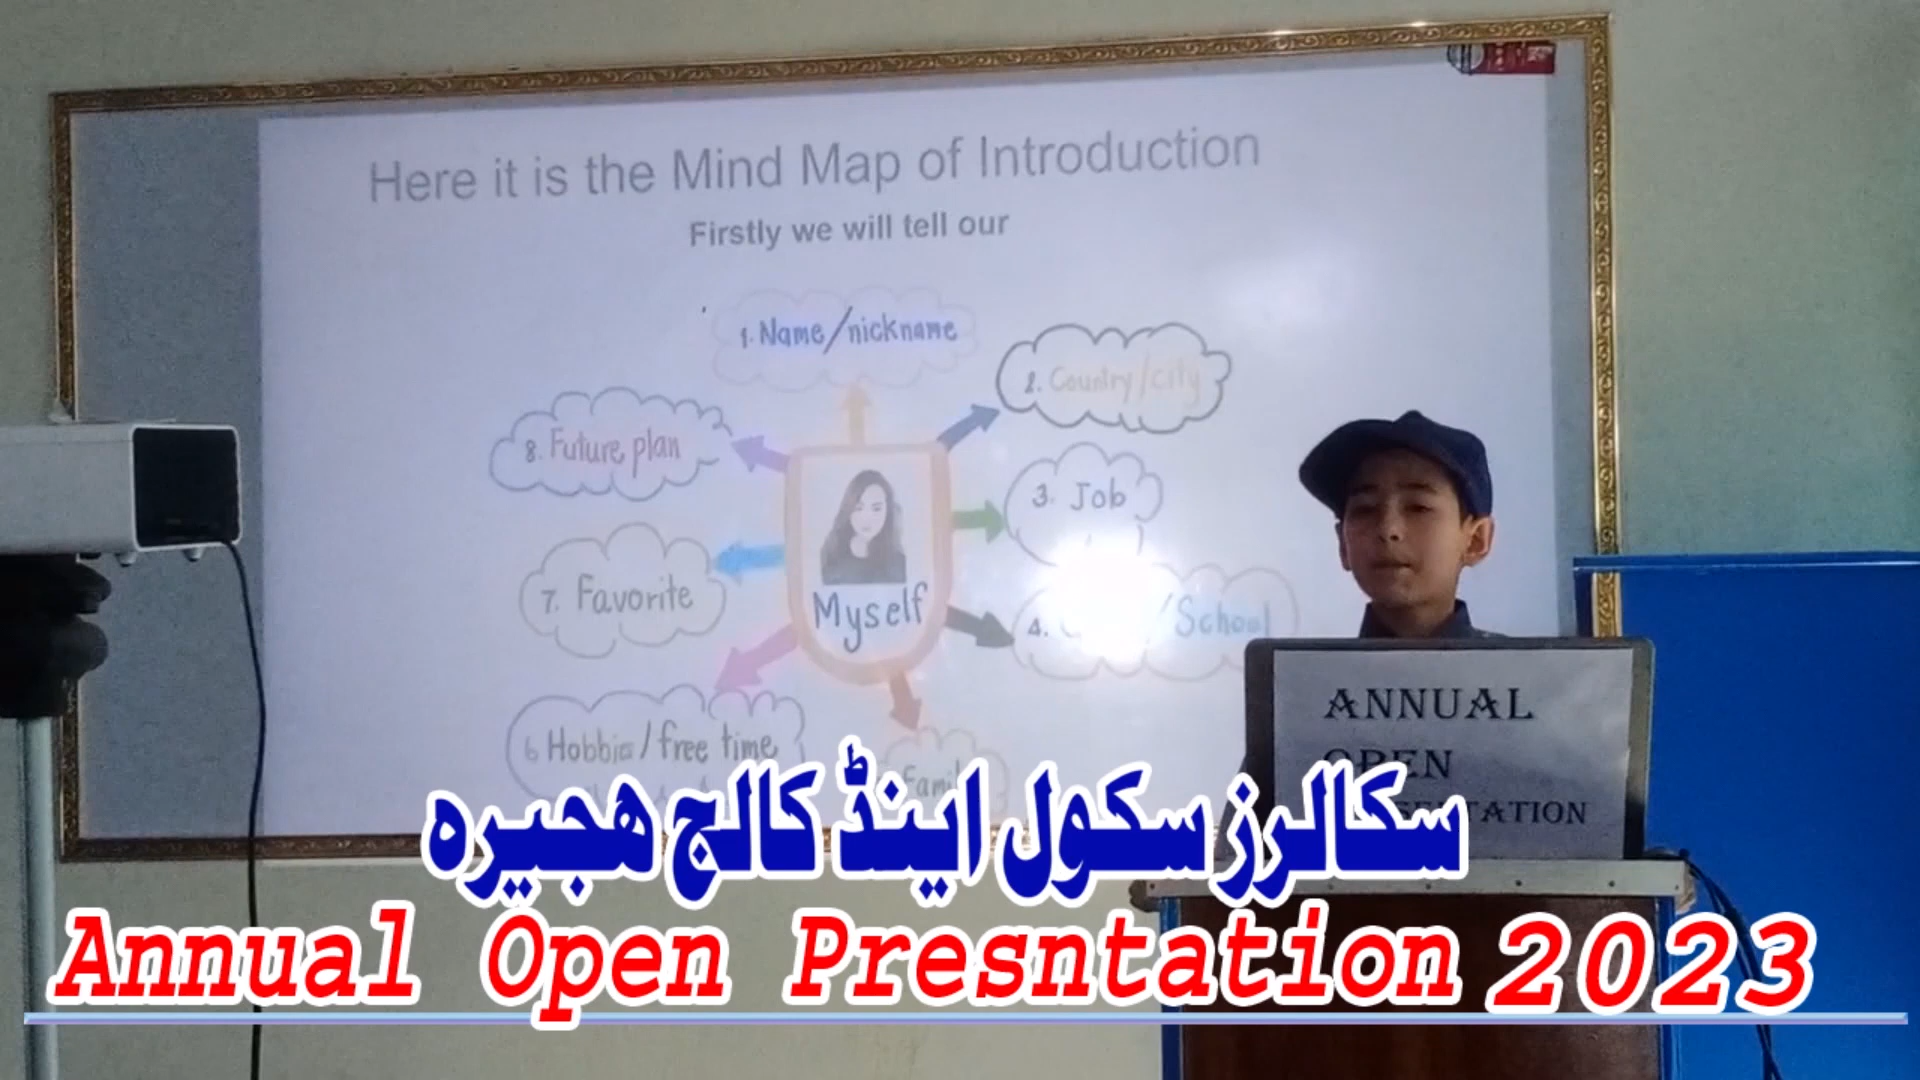 Here it is the Mind Map of Introduction
Firstly we will tell our
1. Name/nickname
2. Country/city
8. Future plan
3. Job
7. Favorite
Myself
4. /School
6 Hobbies/free time
ANNUAL
OPEN
سکالرز سکول اینڈ کالج ھجیرہ
Annual Open Presntation 2023